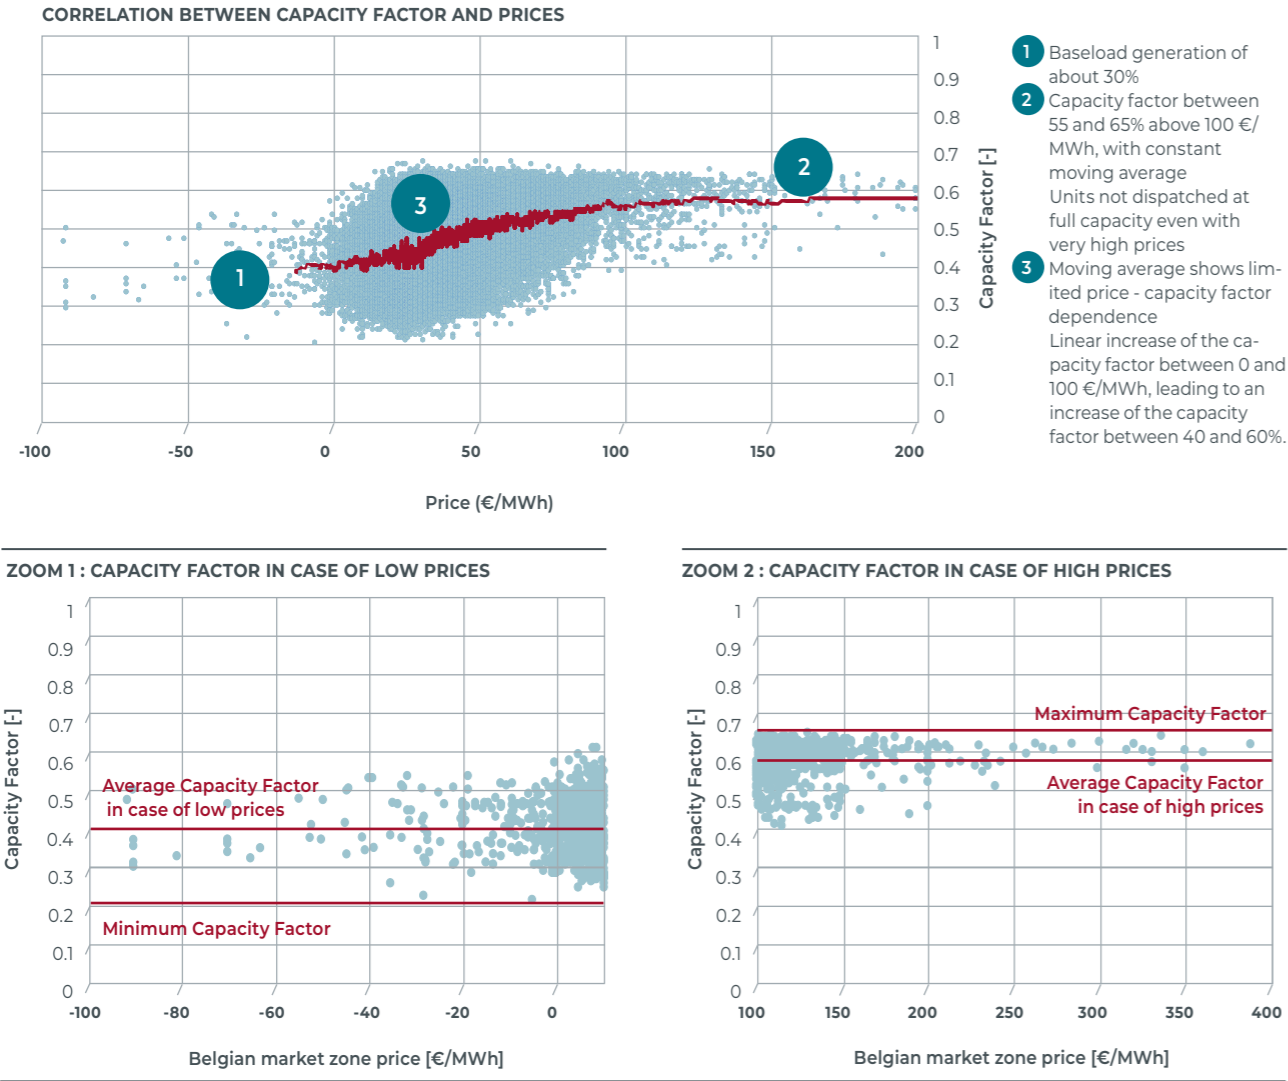 CORRELATION BETWEEN CAPACITY FACTOR AND PRICES
1
0.9
0.8
0.7
0.6
0.5
0.4
0.3
0.2
0.1
0
Capacity Factor [-]
1
2
3
-100
-50
0
50
100
150
200
Price (€/MWh)
1 Baseload generation of
about 30%
2 Capacity factor between
55 and 65% above 100 €/
MWh, with constant
moving average
Units not dispatched at
full capacity even with
very high prices
3 Moving average shows lim-
ited price - capacity factor
dependence
Linear increase of the ca-
pacity factor between 0 and
100 €/MWh, leading to an
increase of the capacity
factor between 40 and 60%.
ZOOM 1 : CAPACITY FACTOR IN CASE OF LOW PRICES
Capacity Factor [-]
1
0.9
0.8
0.7
0.6
0.5
0.4
0.3
0.2
0.1
0
Average Capacity Factor
in case of low prices
Minimum Capacity Factor
-100
-80
-60
-40
-20
0
Belgian market zone price [€/MWh]
ZOOM 2 : CAPACITY FACTOR IN CASE OF HIGH PRICES
Capacity Factor [-]
1
0.9
0.8
0.7
0.6
0.5
0.4
0.3
0.2
0.1
0
Maximum Capacity Factor
Average Capacity Factor
in case of high prices
100
150
200
250
300
350
400
Belgian market zone price [€/MWh]